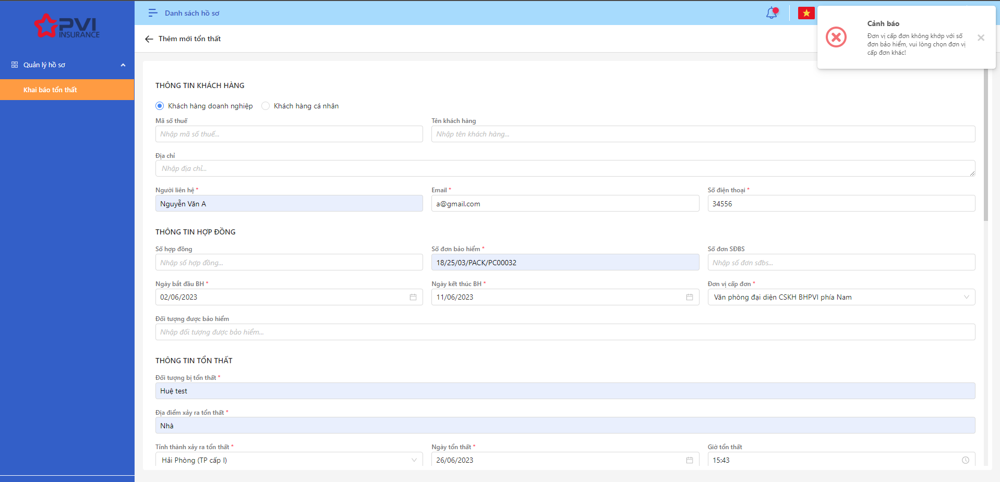 PVI
INSURANCE
Quản lý hồ sơ
Khai báo tổn thất
Danh sách hồ sơ
Thêm mới tổn thất
Cảnh báo
Đơn vị cấp đơn không khớp với số
đơn bảo hiểm, vui lòng chọn đơn vị
cấp đơn khác!
THÔNG TIN KHÁCH HÀNG
Khách hàng doanh nghiệp Khách hàng cá nhân
Mã số thuế Tên khách hàng
Nhập mã số thuế... Nhập tên khách hàng...
Địa chỉ
Nhập địa chỉ...
Người liên hệ * Email * Số điện thoại *
Nguyễn Văn A a@gmail.com 34556
THÔNG TIN HỢP ĐỒNG
Số hợp đồng Số đơn bảo hiểm * Số đơn SĐBS
Nhập số hợp đồng... 18/25/03/PACK/PC00032 Nhập số đơn sđbs...
Ngày bắt đầu BH * Ngày kết thúc BH * Đơn vị cấp đơn *
02/06/2023 11/06/2023 Văn phòng đại diện CSKH BHPVI phía Nam
Đối tượng được bảo hiểm
Nhập đối tượng được bảo hiểm...
THÔNG TIN TỔN THẤT
Đối tượng bị tổn thất *
Huệ test
Địa điểm xảy ra tổn thất *
Nhà
Tỉnh thành xảy ra tổn thất * Ngày tổn thất * Giờ tổn thất
Hải Phòng (TP cấp I) 26/06/2023 15:43